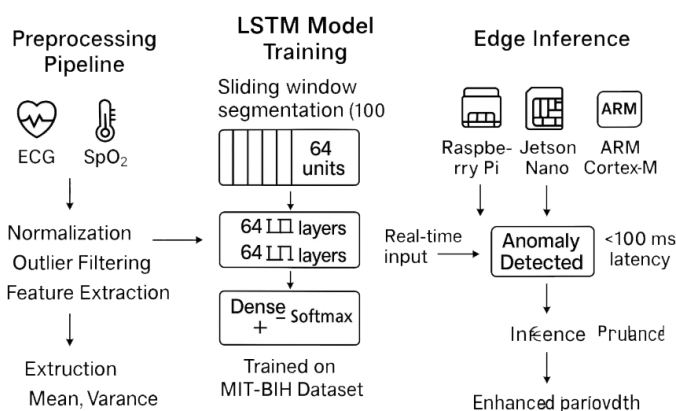 Preprocessing
Pipeline
ECG
SpO₂
Normalization
Outlier Filtering
Feature Extraction
Extruction
Mean, Varance
LSTM Model
Training
Sliding window
segmentation (100
64
units
64 layers
64 layers
Dense
+ = Softmax
Trained on
MIT-BIH Dataset
Edge Inference
ARM
Raspbe-
rry Pi
Jetson
Nano
ARM
Cortex-M
Real-time
input
Anomaly
Detected
<100 ms
latency
Enhanced